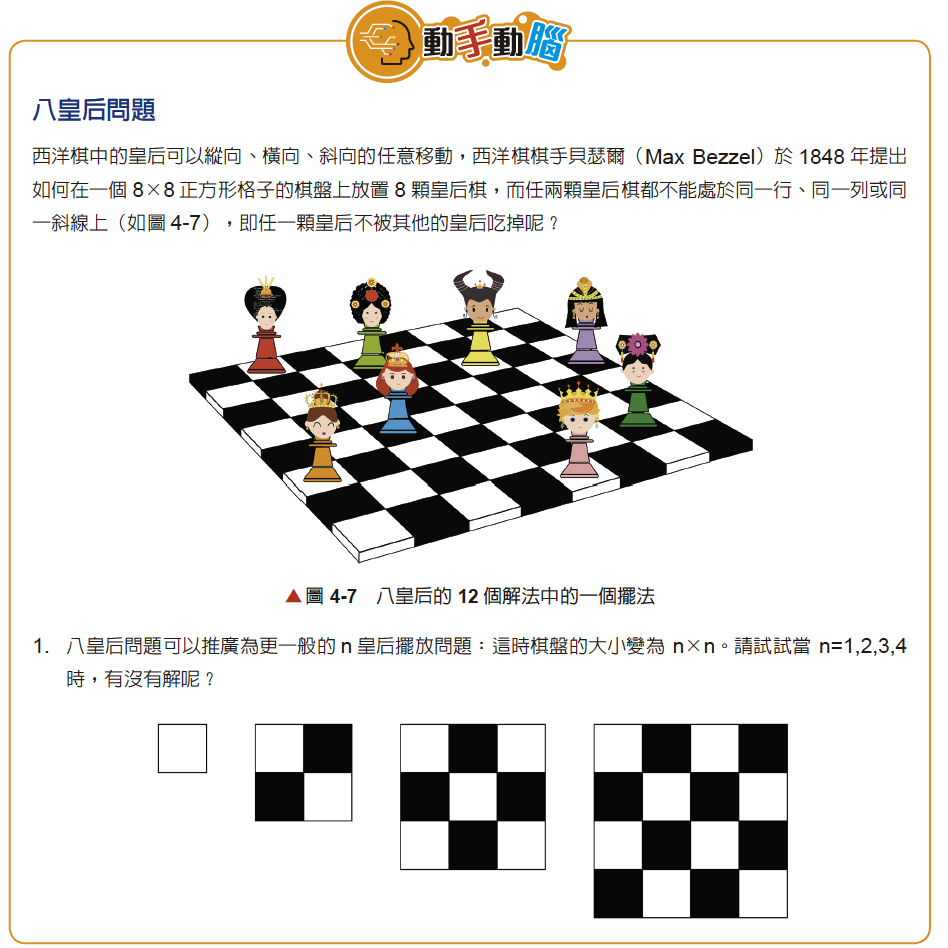 動手動腦
八皇后問題
西洋棋中的皇后可以縱向、橫向、斜向的任意移動，西洋棋棋手貝瑟爾（Max Bezzel）於 1848 年提出
如何在一個 8×8 正方形格子的棋盤上放置 8 顆皇后棋，而任兩顆皇后棋都不能處於同一行、同一列或同
一斜線上（如圖 4-7），即任一顆皇后不被其他的皇后吃掉呢？
▲圖 4-7 八皇后的 12 個解法中的一個擺法
1. 八皇后問題可以推廣為更一般的 n 皇后擺放問題：這時棋盤的大小變為 n×n。請試試當 n=1,2,3,4
時，有沒有解呢？